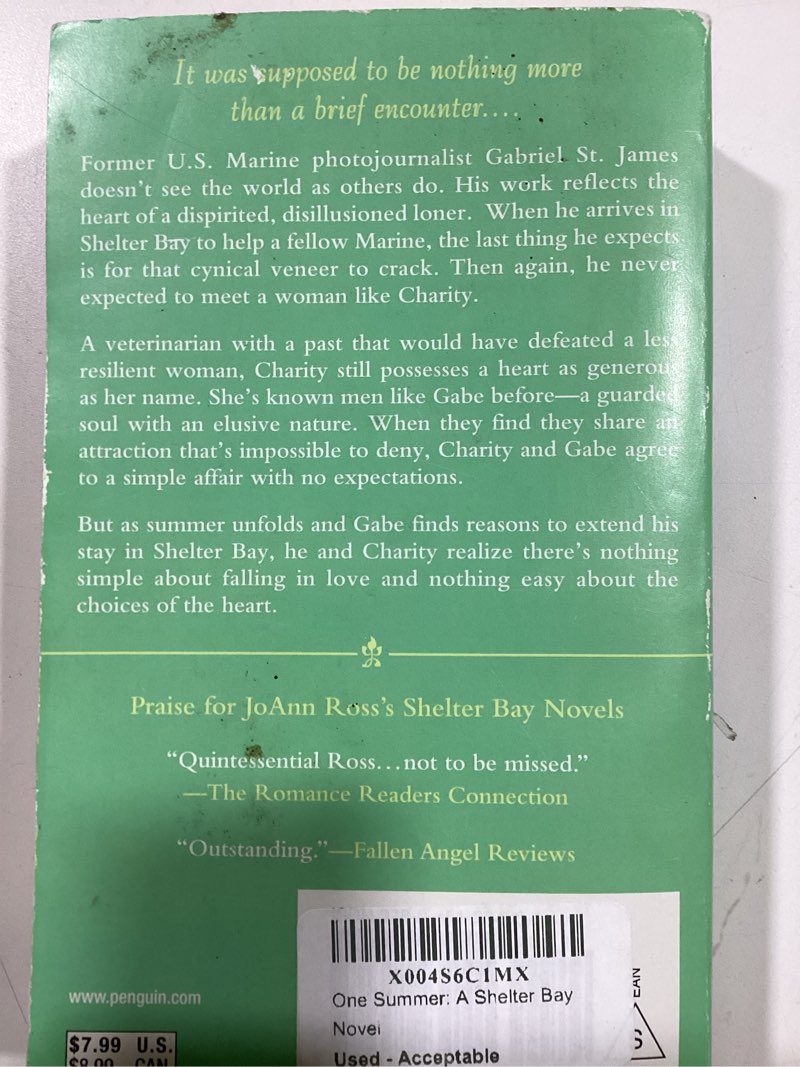 It was supposed to be nothing more
than a brief encounter....
Former U.S. Marine photojournalist Gabriel St. James
doesn't see the world as others do. His work reflects the
heart of a dispirited, disillusioned loner. When he arrives in
Shelter Bay to help a fellow Marine, the last thing he expects
is for that cynical veneer to crack. Then again, he never
expected to meet a woman like Charity.
A veterinarian with a past that would have defeated a less
resilient woman, Charity still possesses a heart as generous
as her name. She's known men like Gabe before—a guarded
soul with an elusive nature. When they find they share an
attraction that's impossible to deny, Charity and Gabe agree
to a simple affair with no expectations.
But as summer unfolds and Gabe finds reasons to extend his
stay in Shelter Bay, he and Charity realize there's nothing
simple about falling in love and nothing easy about the
choices of the heart.
Praise for JoAnn Ross's Shelter Bay Novels
"Quintessential Ross...not to be missed."
—The Romance Readers Connection
"Outstanding."—Fallen Angel Reviews
X004S6C1MX
One Summer: A Shelter Bay
Novel
Used - Acceptable
EAN
S
www.penguin.com
$7.99 U.S.
$9.99 CAN